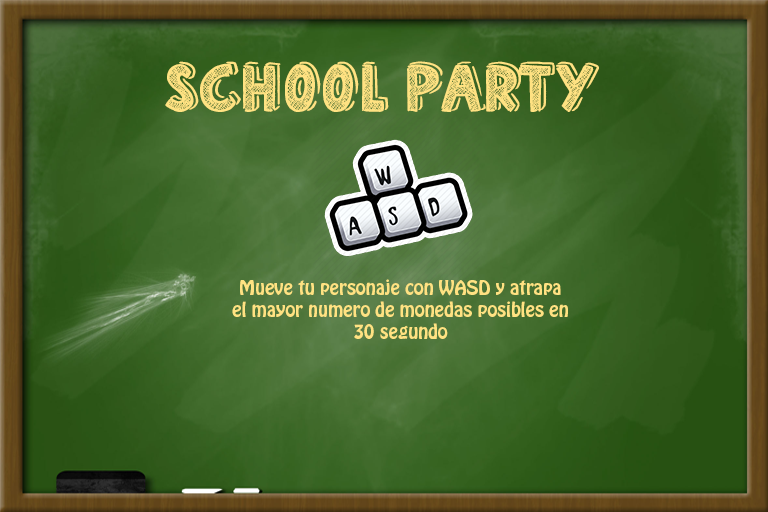 SCHOOL PARTY
W
A S D
Mueve tu personaje con WASD y atrapa
el mayor numero de monedas posibles en
30 segundo